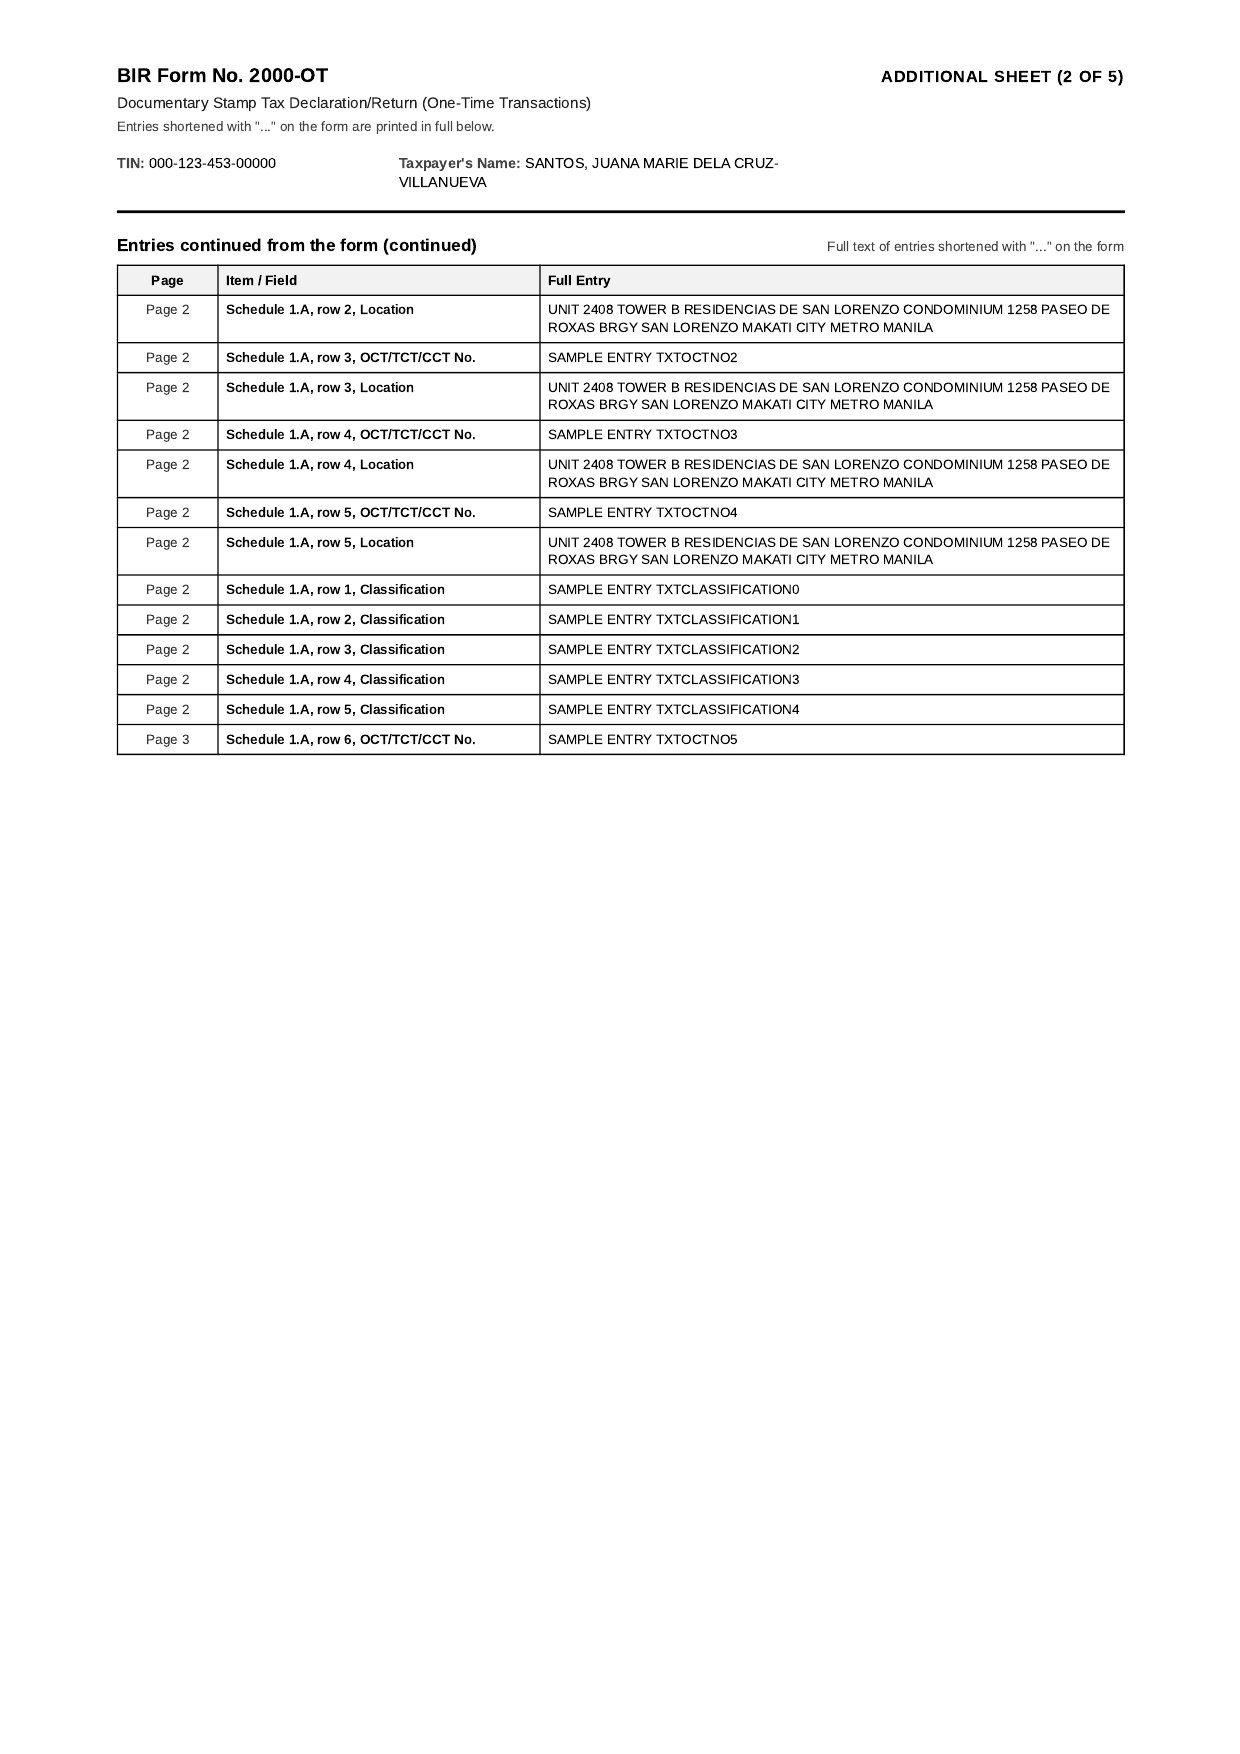 BIR Form No. 2000-OT
ADDITIONAL SHEET (2 OF 5)
Documentary Stamp Tax Declaration/Return (One-Time Transactions)
Entries shortened with "..." on the form are printed in full below.
TIN: 000-123-453-00000
Taxpayer's Name: SANTOS, JUANA MARIE DELA CRUZ-
VILLANUEVA
Entries continued from the form (continued)
Full text of entries shortened with "..." on the form
Page Item / Field Full Entry
Page 2 Schedule 1.A, row 2, Location UNIT 2408 TOWER B RESIDENCIAS DE SAN LORENZO CONDOMINIUM 1258 PASEO DE
ROXAS BRGY SAN LORENZO MAKATI CITY METRO MANILA
Page 2 Schedule 1.A, row 3, OCT/TCT/CCT No. SAMPLE ENTRY TXTOCTNO2
Page 2 Schedule 1.A, row 3, Location UNIT 2408 TOWER B RESIDENCIAS DE SAN LORENZO CONDOMINIUM 1258 PASEO DE
ROXAS BRGY SAN LORENZO MAKATI CITY METRO MANILA
Page 2 Schedule 1.A, row 4, OCT/TCT/CCT No. SAMPLE ENTRY TXTOCTNO3
Page 2 Schedule 1.A, row 4, Location UNIT 2408 TOWER B RESIDENCIAS DE SAN LORENZO CONDOMINIUM 1258 PASEO DE
ROXAS BRGY SAN LORENZO MAKATI CITY METRO MANILA
Page 2 Schedule 1.A, row 5, OCT/TCT/CCT No. SAMPLE ENTRY TXTOCTNO4
Page 2 Schedule 1.A, row 5, Location UNIT 2408 TOWER B RESIDENCIAS DE SAN LORENZO CONDOMINIUM 1258 PASEO DE
ROXAS BRGY SAN LORENZO MAKATI CITY METRO MANILA
Page 2 Schedule 1.A, row 1, Classification SAMPLE ENTRY TXTCLASSIFICATION0
Page 2 Schedule 1.A, row 2, Classification SAMPLE ENTRY TXTCLASSIFICATION1
Page 2 Schedule 1.A, row 3, Classification SAMPLE ENTRY TXTCLASSIFICATION2
Page 2 Schedule 1.A, row 4, Classification SAMPLE ENTRY TXTCLASSIFICATION3
Page 2 Schedule 1.A, row 5, Classification SAMPLE ENTRY TXTCLASSIFICATION4
Page 3 Schedule 1.A, row 6, OCT/TCT/CCT No. SAMPLE ENTRY TXTOCTNO5